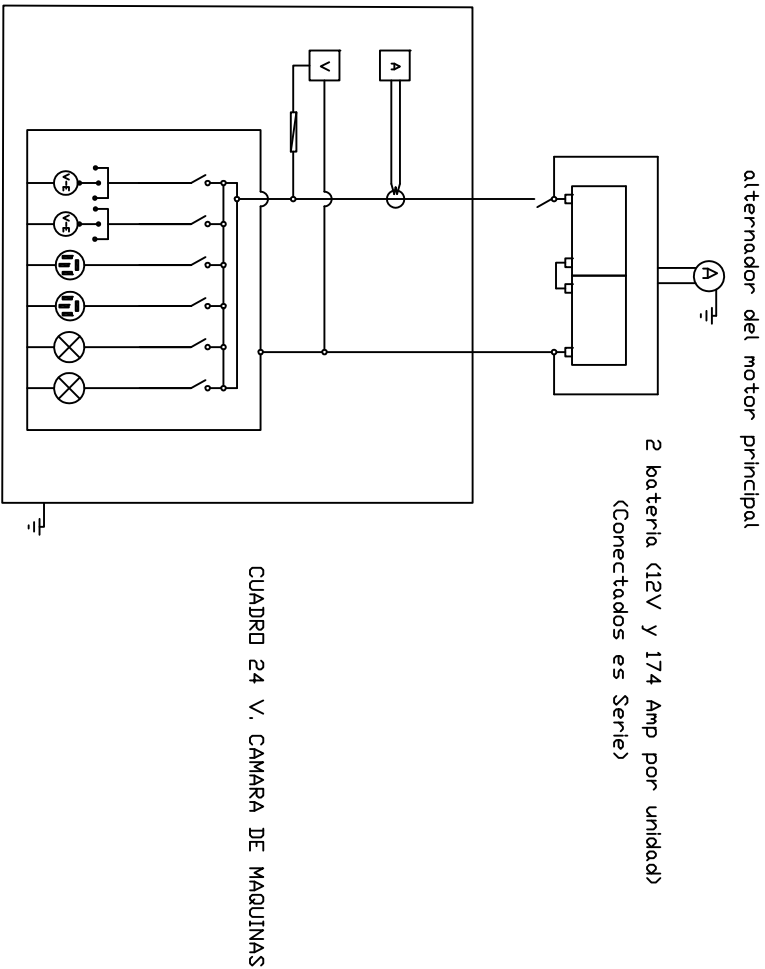 alternador del motor principal
A
2 bateria (12V y 174 Amp por unidad)
(Conectados es Serie)
A
V
V-E
V-E
CUADRO 24 V. CAMARA DE MAQUINAS